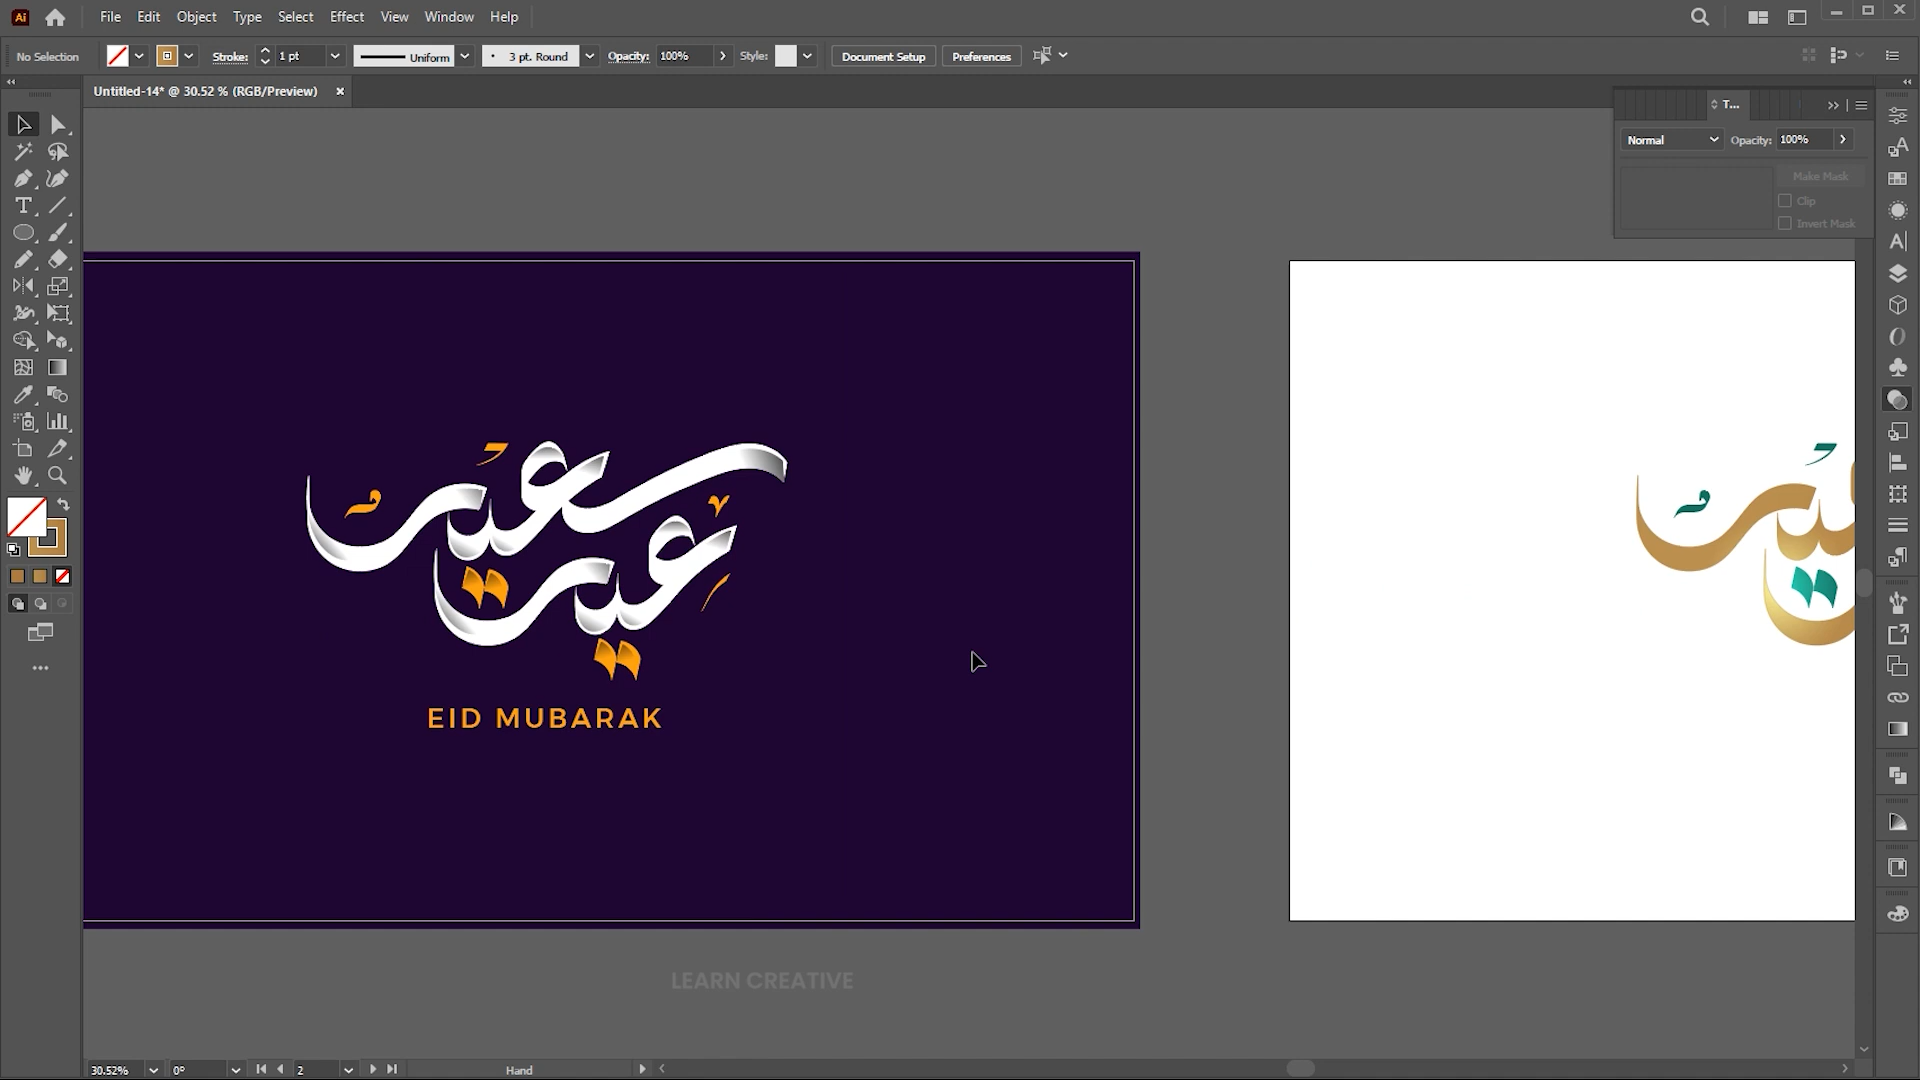 Ai File Edit Object Type Select Effect View Window Help
No Selection Stroke: 1 pt Uniform 3 pt. Round Opacity: 100% Style: Document Setup Preferences
Untitled-14* @ 30.52 % (RGB/Preview)
T...
Normal Opacity: 100%
Make Mask
Clip
Invert Mask
عيد سعيد
EID MUBARAK
LEARN CREATIVE
30.52% 0° 2 Hand